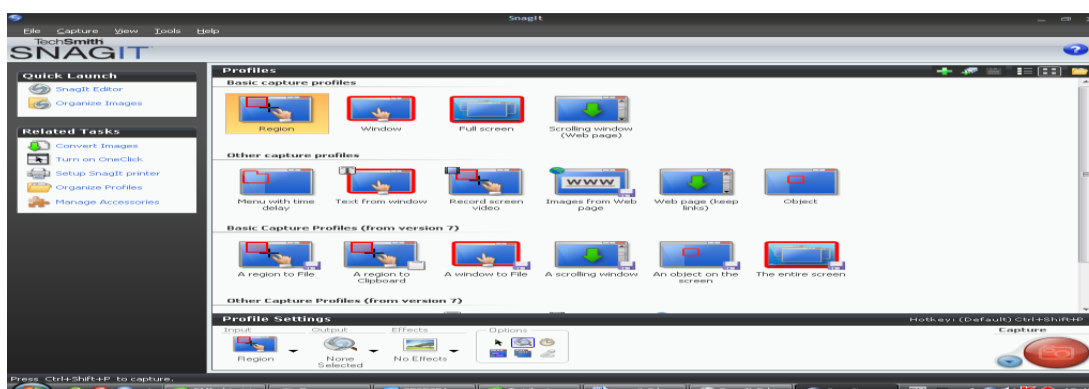 SnagIt
File Capture View Tools Help
TechSmith
SNAGIT
Quick Launch
SnagIt Editor
Organize Images
Related Tasks
Convert Images
Turn on OneClick
Setup SnagIt printer
Organize Profiles
Manage Accessories
Profiles
Basic capture profiles
Region
Window
Full screen
Scrolling window
(Web page)
Other capture profiles
Menu with time
delay
Text from window
Record screen
video
WWW
Images from Web
page
Web page (keep
links)
Object
Basic Capture Profiles (from version 7)
A region to File
A region to
Clipboard
A window to File
A scrolling window
An object on the
screen
The entire screen
Other Capture Profiles (from version 7)
Profile Settings
Hotkey: (Default) Ctrl+Shift+P
Input
Output
Effects
Options
Capture
Region
None
Selected
No Effects
Press Ctrl+Shift+P to capture.